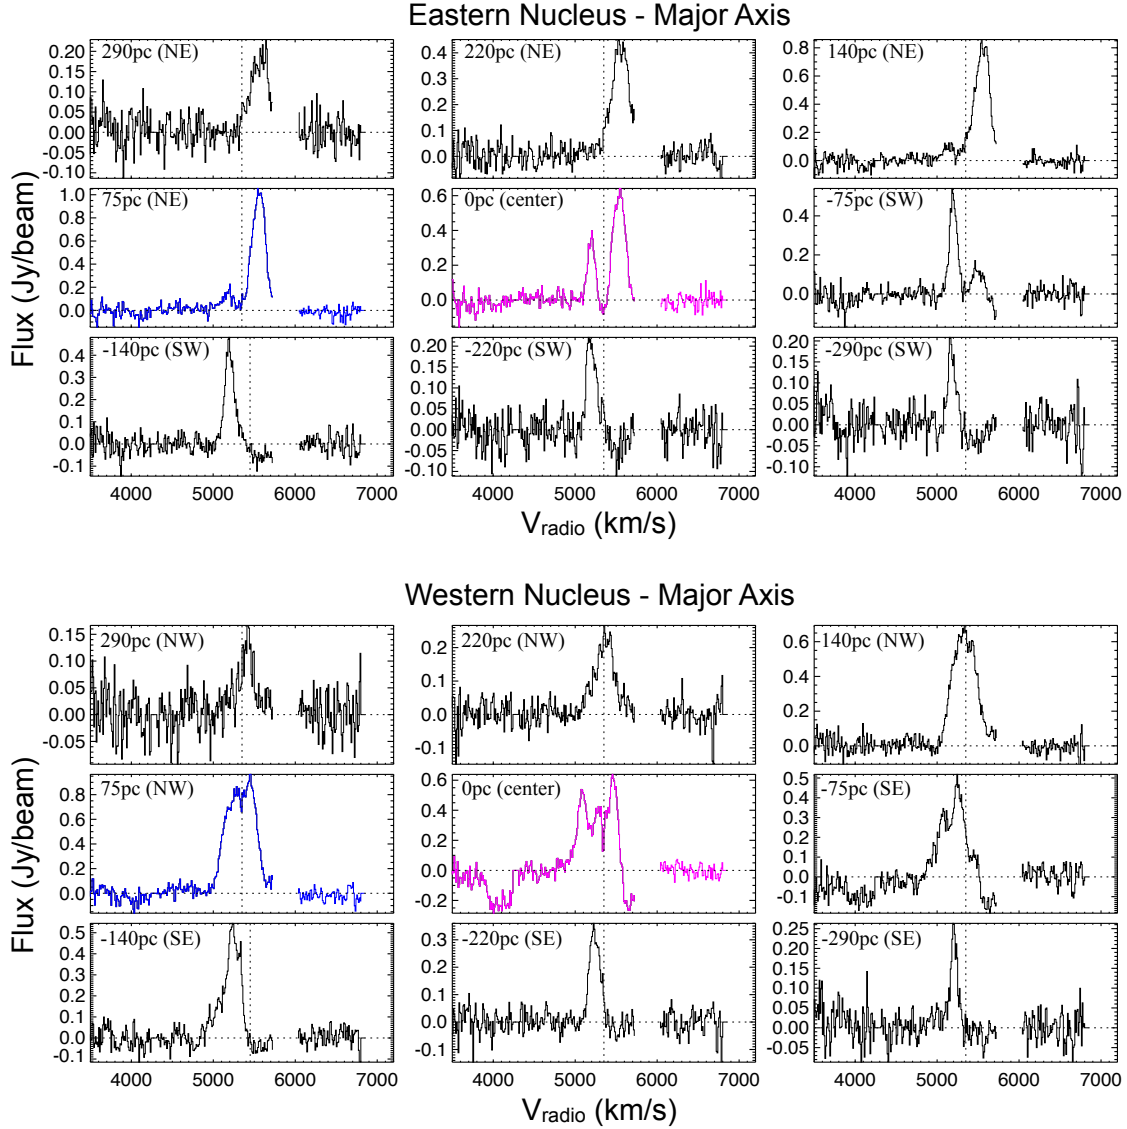 Eastern Nucleus - Major Axis
290pc (NE) 220pc (NE) 140pc (NE)
0.20 0.15 0.10 0.05 0.00 -0.05 -0.10
0.4 0.2 0.1 0.0
0.8 0.6 0.4 0.2 0.0
75pc (NE) 0pc (center) -75pc (SW)
1.0 0.8 0.6 0.4 0.2 0.0
0.6 0.4 0.2 0.0
0.4 0.2 0.0
-140pc (SW) -220pc (SW) -290pc (SW)
0.4 0.3 0.2 0.1 0.0 -0.1
0.20 0.15 0.10 0.05 0.00 -0.05 -0.10
0.20 0.15 0.10 0.05 0.00 -0.05 -0.10
Flux (Jy/beam)
4000 5000 6000 7000 4000 5000 6000 7000 4000 5000 6000 7000
Vradio (km/s)
Western Nucleus - Major Axis
290pc (NW) 220pc (NW) 140pc (NW)
0.15 0.10 0.05 0.00 -0.05
0.2 0.1 0.0 -0.1
0.6 0.4 0.2 0.0
75pc (NW) 0pc (center) -75pc (SE)
0.8 0.6 0.4 0.2 0.0
0.6 0.4 0.2 0.0 -0.2
0.5 0.4 0.3 0.2 0.1 0.0 -0.1
-140pc (SE) -220pc (SE) -290pc (SE)
0.5 0.4 0.3 0.2 0.1 0.0 -0.1
0.3 0.2 0.1 0.0 -0.1
0.25 0.20 0.15 0.10 0.05 0.00 -0.05
Flux (Jy/beam)
4000 5000 6000 7000 4000 5000 6000 7000 4000 5000 6000 7000
Vradio (km/s)